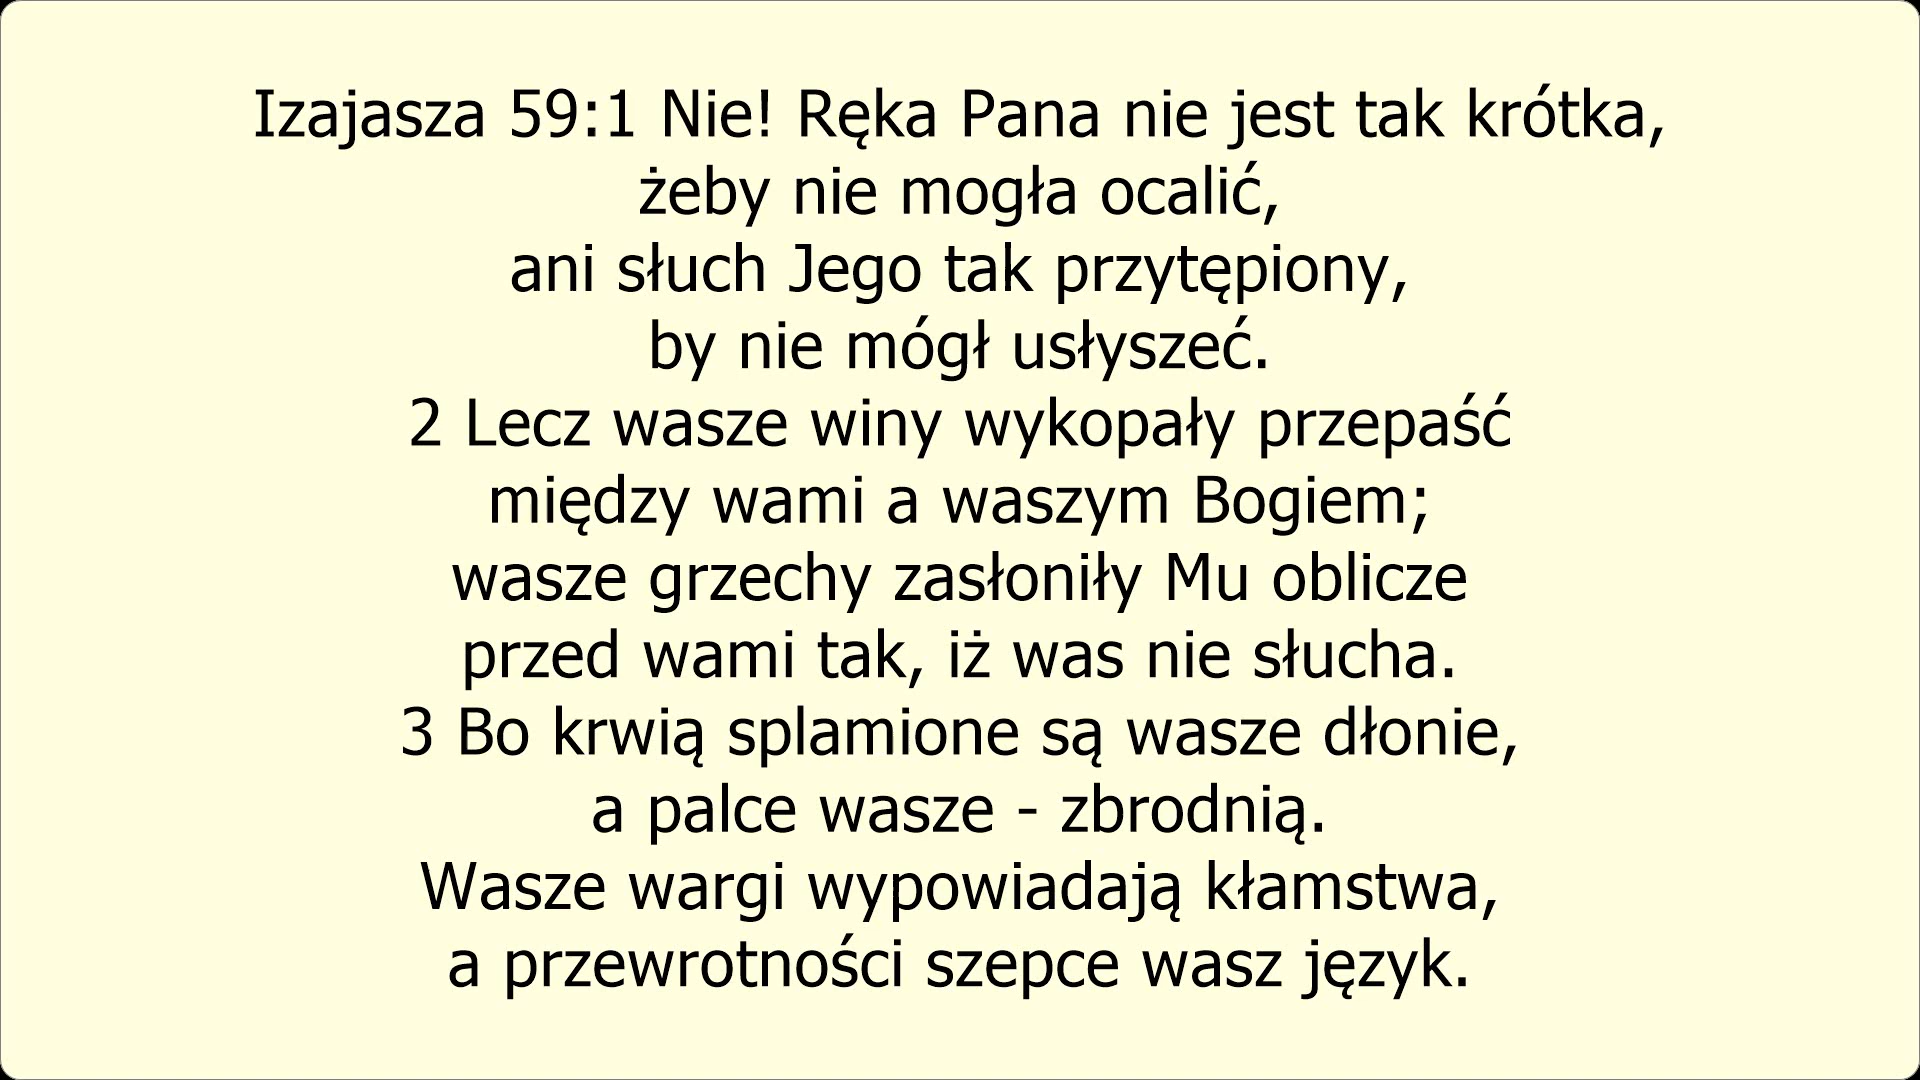 Izajasza 59:1 Nie! Ręka Pana nie jest tak krótka,
żeby nie mogła ocalić,
ani słuch Jego tak przytępiony,
by nie mógł usłyszeć.
2 Lecz wasze winy wykopały przepaść
między wami a waszym Bogiem;
wasze grzechy zasłoniły Mu oblicze
przed wami tak, iż was nie słucha.
3 Bo krwią splamione są wasze dłonie,
a palce wasze - zbrodnią.
Wasze wargi wypowiadają kłamstwa,
a przewrotności szepce wasz język.